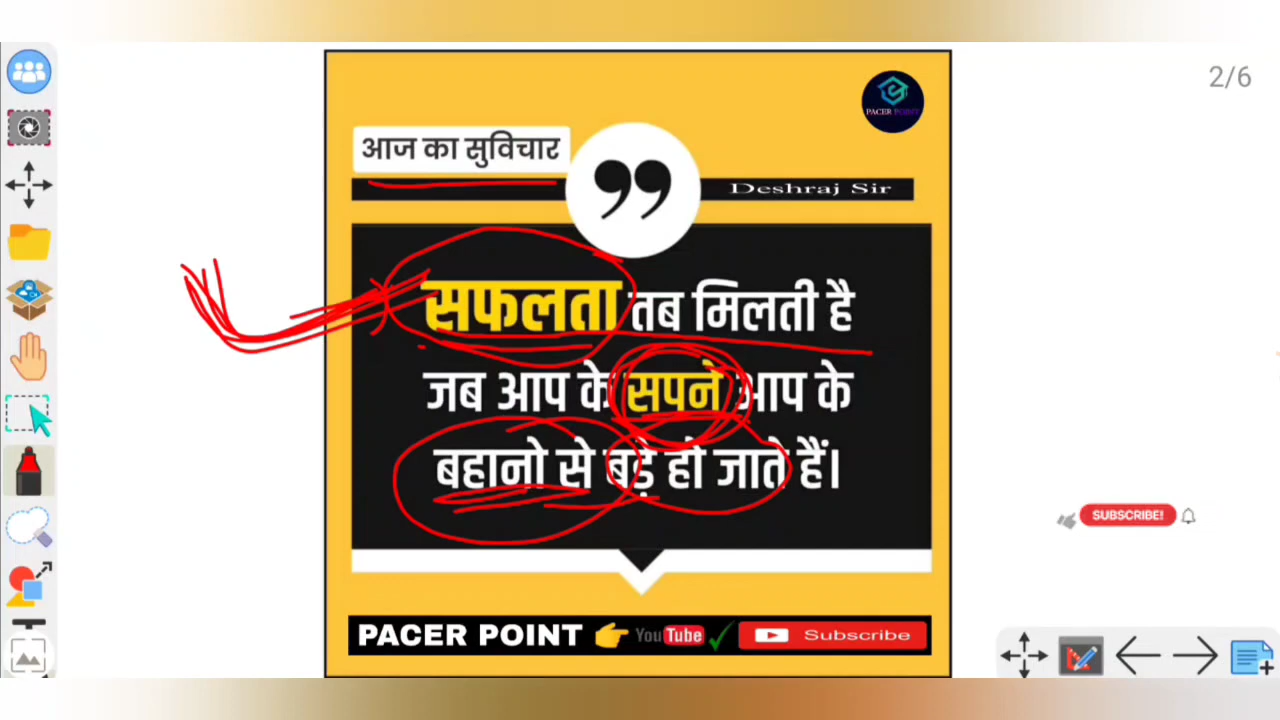 2/6
PACER POINT
आज का सुविचार
Deshraj Sir
सफलता तब मिलती है
जब आप के सपने आप के
बहानो से बड़े हो जाते हैं।
SUBSCRIBE!
PACER POINT YouTube Subscribe